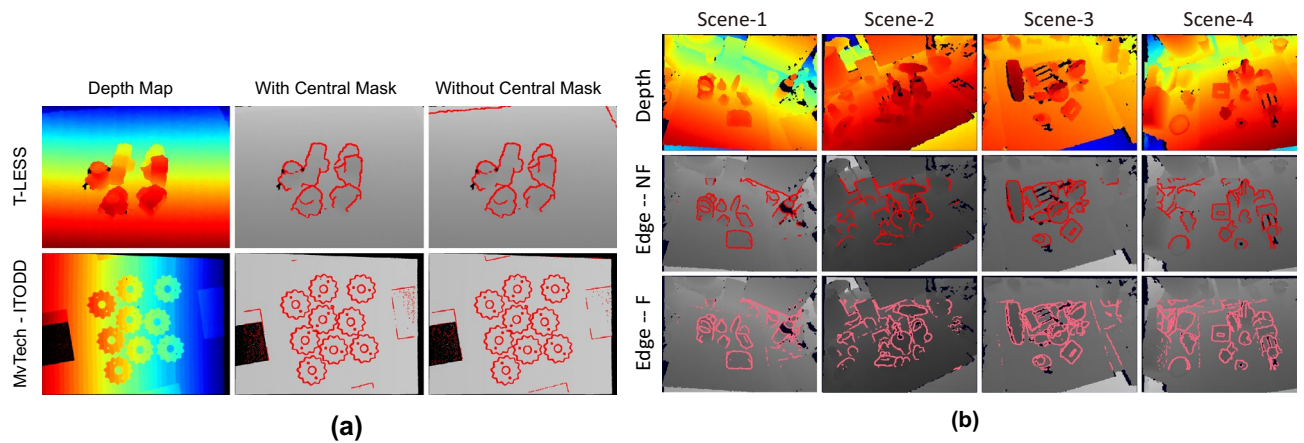 Depth Map
With Central Mask
Without Central Mask
T-LESS
MvTech - ITODD
(a)
Scene-1
Scene-2
Scene-3
Scene-4
Depth
Edge -- NF
Edge -- F
(b)